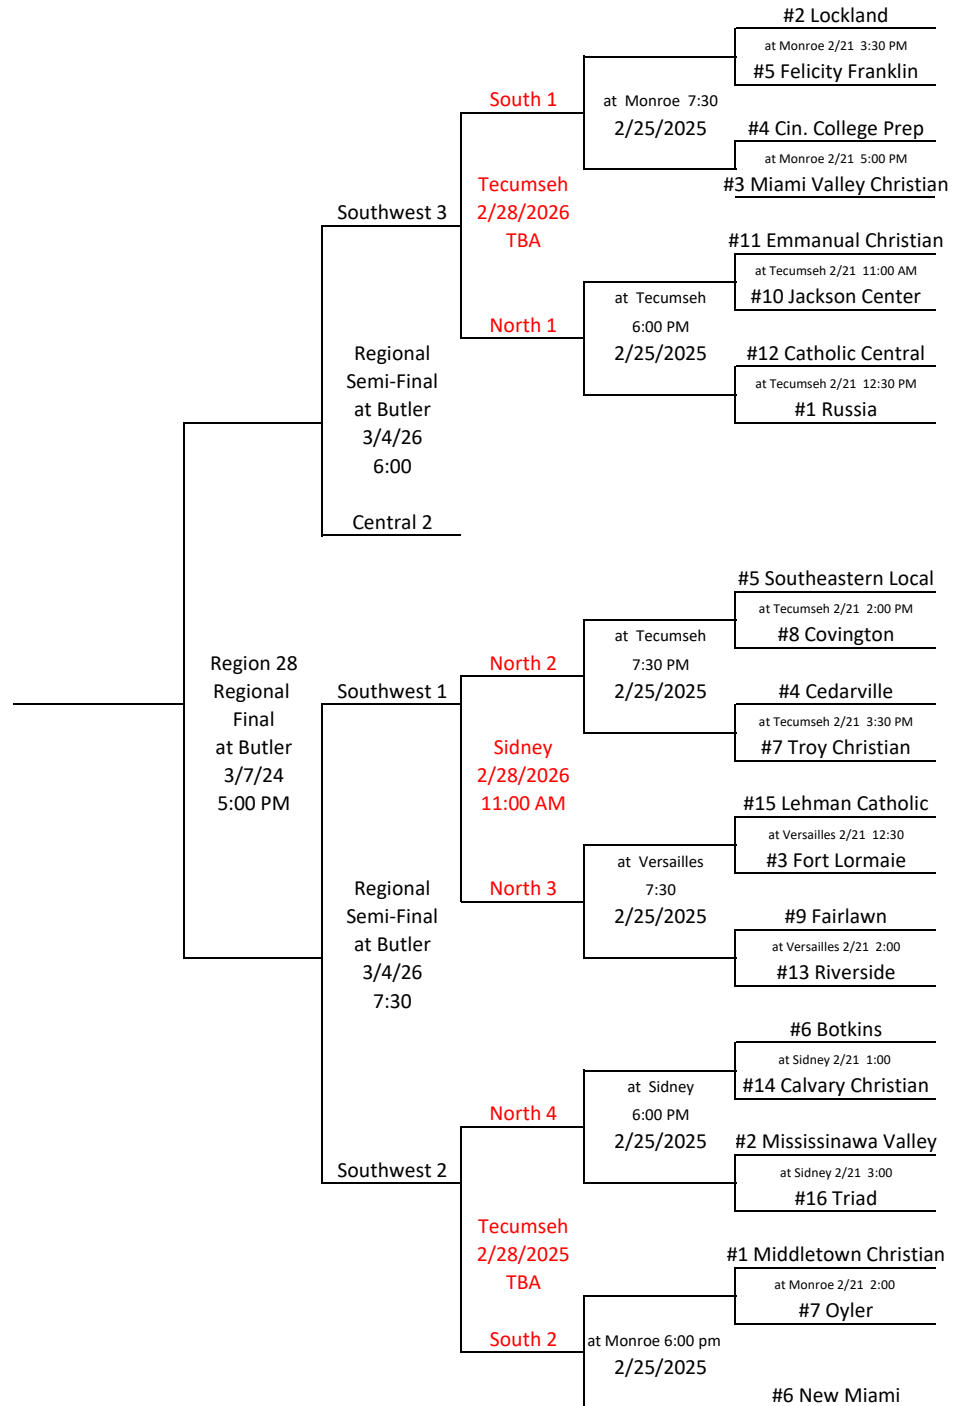 #2 Lockland
at Monroe 2/21 3:30 PM
#5 Felicity Franklin
South 1
at Monroe 7:30
2/25/2025
#4 Cin. College Prep
at Monroe 2/21 5:00 PM
#3 Miami Valley Christian
Tecumseh
2/28/2026
TBA
Southwest 3
#11 Emmanual Christian
at Tecumseh 2/21 11:00 AM
#10 Jackson Center
at Tecumseh
6:00 PM
2/25/2025
North 1
#12 Catholic Central
at Tecumseh 2/21 12:30 PM
#1 Russia
Regional
Semi-Final
at Butler
3/4/26
6:00
Central 2
#5 Southeastern Local
at Tecumseh 2/21 2:00 PM
#8 Covington
at Tecumseh
7:30 PM
2/25/2025
North 2
#4 Cedarville
at Tecumseh 2/21 3:30 PM
#7 Troy Christian
Region 28
Regional
Final
at Butler
3/7/24
5:00 PM
Southwest 1
Sidney
2/28/2026
11:00 AM
#15 Lehman Catholic
at Versailles 2/21 12:30
#3 Fort Lormaie
at Versailles
7:30
2/25/2025
North 3
#9 Fairlawn
at Versailles 2/21 2:00
#13 Riverside
Regional
Semi-Final
at Butler
3/4/26
7:30
#6 Botkins
at Sidney 2/21 1:00
#14 Calvary Christian
at Sidney
6:00 PM
2/25/2025
North 4
#2 Mississinawa Valley
at Sidney 2/21 3:00
#16 Triad
Southwest 2
Tecumseh
2/28/2025
TBA
#1 Middletown Christian
at Monroe 2/21 2:00
#7 Oyler
South 2
at Monroe 6:00 pm
2/25/2025
#6 New Miami